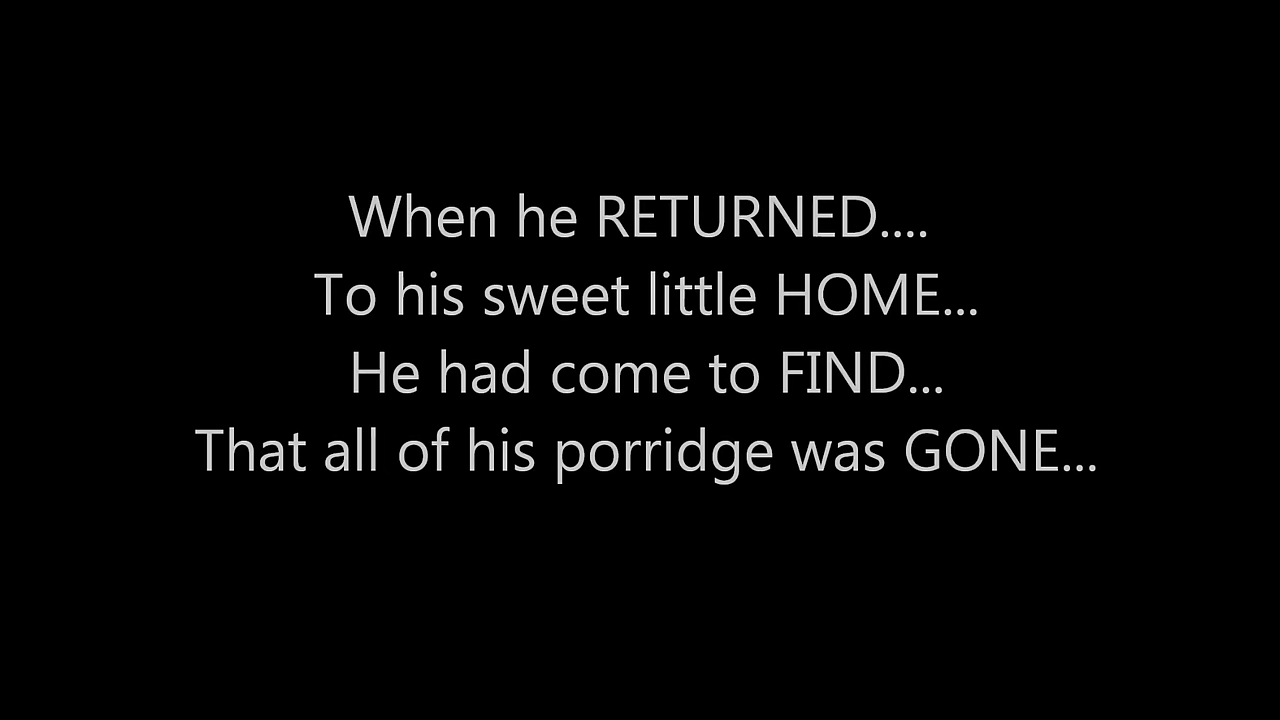 When he RETURNED....
To his sweet little HOME...
He had come to FIND...
That all of his porridge was GONE...